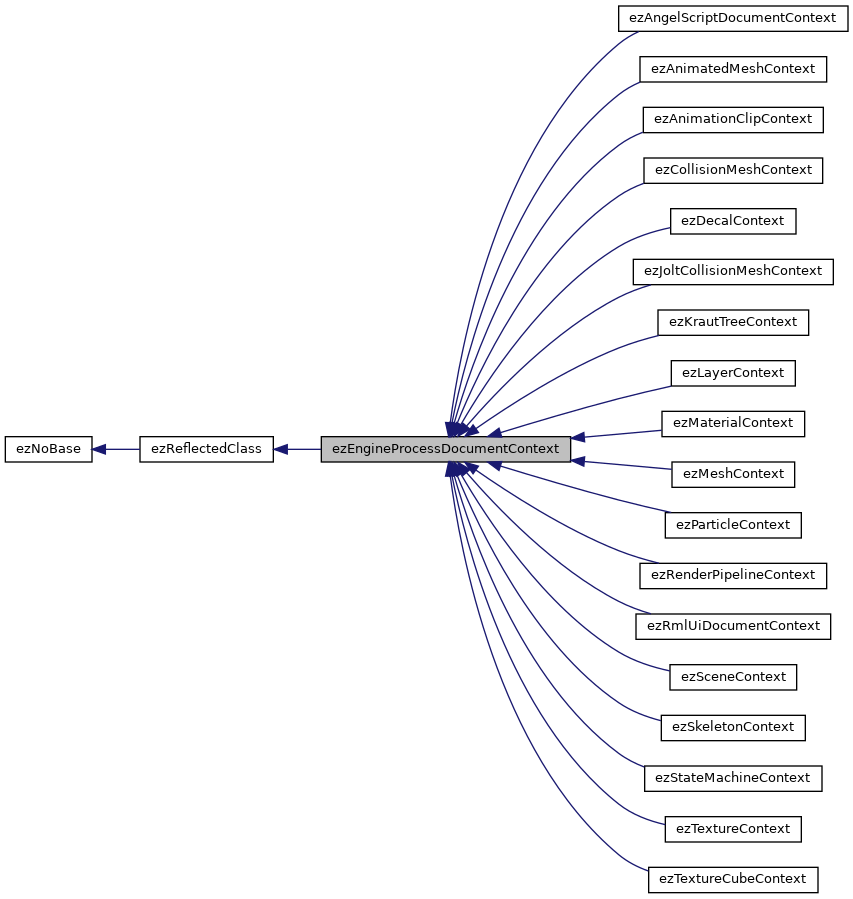 ezAngelScriptDocumentContext
ezAnimatedMeshContext
ezAnimationClipContext
ezCollisionMeshContext
ezDecalContext
ezJoltCollisionMeshContext
ezKrautTreeContext
ezLayerContext
ezMaterialContext
ezNoBase
ezReflectedClass
ezEngineProcessDocumentContext
ezMeshContext
ezParticleContext
ezRenderPipelineContext
ezRmlUiDocumentContext
ezSceneContext
ezSkeletonContext
ezStateMachineContext
ezTextureContext
ezTextureCubeContext